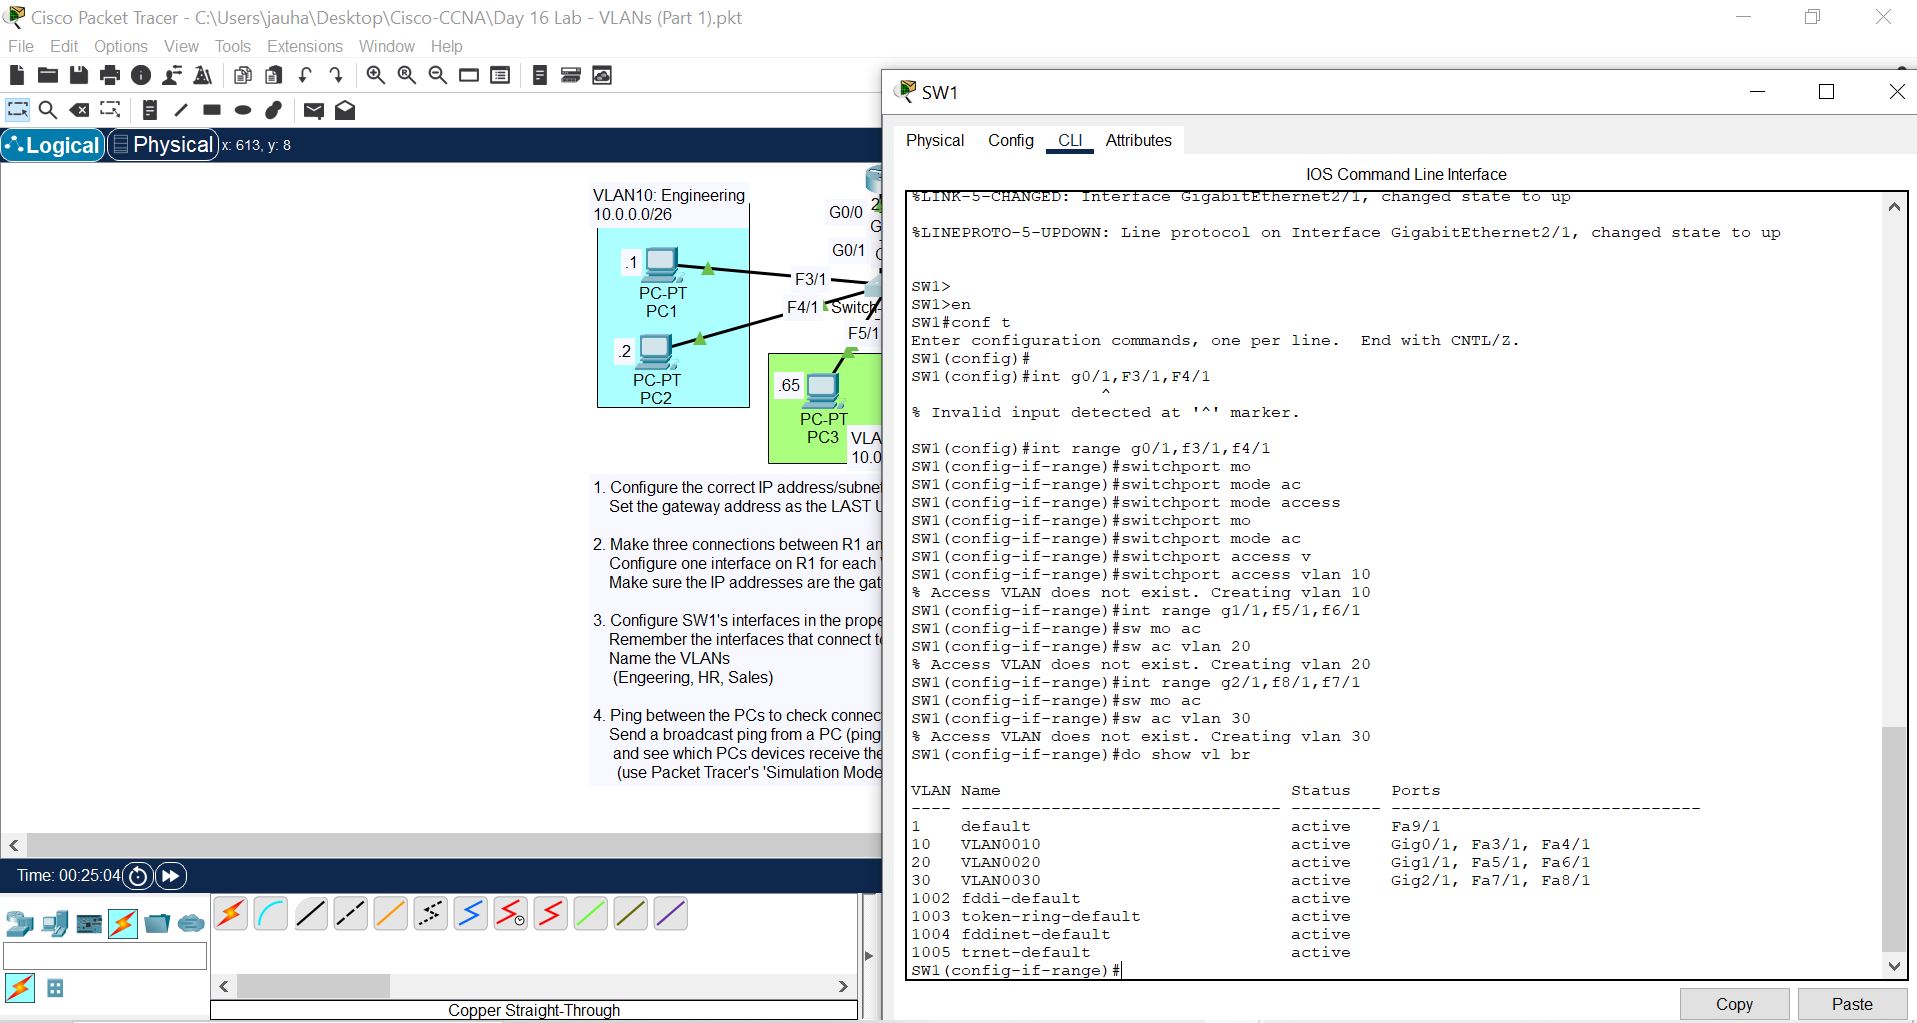 Cisco Packet Tracer - C:\Users\jauha\Desktop\Cisco-CCNA\Day 16 Lab - VLANs (Part 1).pkt
File Edit Options View Tools Extensions Window Help
Logical Physical x: 613, y: 8
VLAN10: Engineering
10.0.0.0/26
G0/0
G0/1
.1
F3/1
PC-PT
PC1
F4/1
Switch-
F5/1
.2
PC-PT
PC2
.65
PC-PT
PC3
VLA
10.0
1. Configure the correct IP address/subne
Set the gateway address as the LAST U
2. Make three connections between R1 an
Configure one interface on R1 for each
Make sure the IP addresses are the gat
3. Configure SW1's interfaces in the prope
Remember the interfaces that connect t
Name the VLANs
(Engeering, HR, Sales)
4. Ping between the PCs to check connec
Send a broadcast ping from a PC (ping
and see which PCs devices receive the
(use Packet Tracer's 'Simulation Mode
Time: 00:25:04
Copper Straight-Through
SW1
Physical Config CLI Attributes
IOS Command Line Interface
%LINK-5-CHANGED: Interface GigabitEthernet2/1, changed state to up
%LINEPROTO-5-UPDOWN: Line protocol on Interface GigabitEthernet2/1, changed state to up
SW1>
SW1>en
SW1#conf t
Enter configuration commands, one per line. End with CNTL/Z.
SW1(config)#
SW1(config)#int g0/1,F3/1,F4/1
^
% Invalid input detected at '^' marker.
SW1(config)#int range g0/1,f3/1,f4/1
SW1(config-if-range)#switchport mo
SW1(config-if-range)#switchport mode ac
SW1(config-if-range)#switchport mode access
SW1(config-if-range)#switchport mo
SW1(config-if-range)#switchport mode ac
SW1(config-if-range)#switchport access v
SW1(config-if-range)#switchport access vlan 10
% Access VLAN does not exist. Creating vlan 10
SW1(config-if-range)#int range g1/1,f5/1,f6/1
SW1(config-if-range)#sw mo ac
SW1(config-if-range)#sw ac vlan 20
% Access VLAN does not exist. Creating vlan 20
SW1(config-if-range)#int range g2/1,f8/1,f7/1
SW1(config-if-range)#sw mo ac
SW1(config-if-range)#sw ac vlan 30
% Access VLAN does not exist. Creating vlan 30
SW1(config-if-range)#do show vl br
VLAN Name Status Ports
---- -------------------------------- --------- -------------------------------
1 default active Fa9/1
10 VLAN0010 active Gig0/1, Fa3/1, Fa4/1
20 VLAN0020 active Gig1/1, Fa5/1, Fa6/1
30 VLAN0030 active Gig2/1, Fa7/1, Fa8/1
1002 fddi-default active
1003 token-ring-default active
1004 fddinet-default active
1005 trnet-default active
SW1(config-if-range)#
Copy Paste